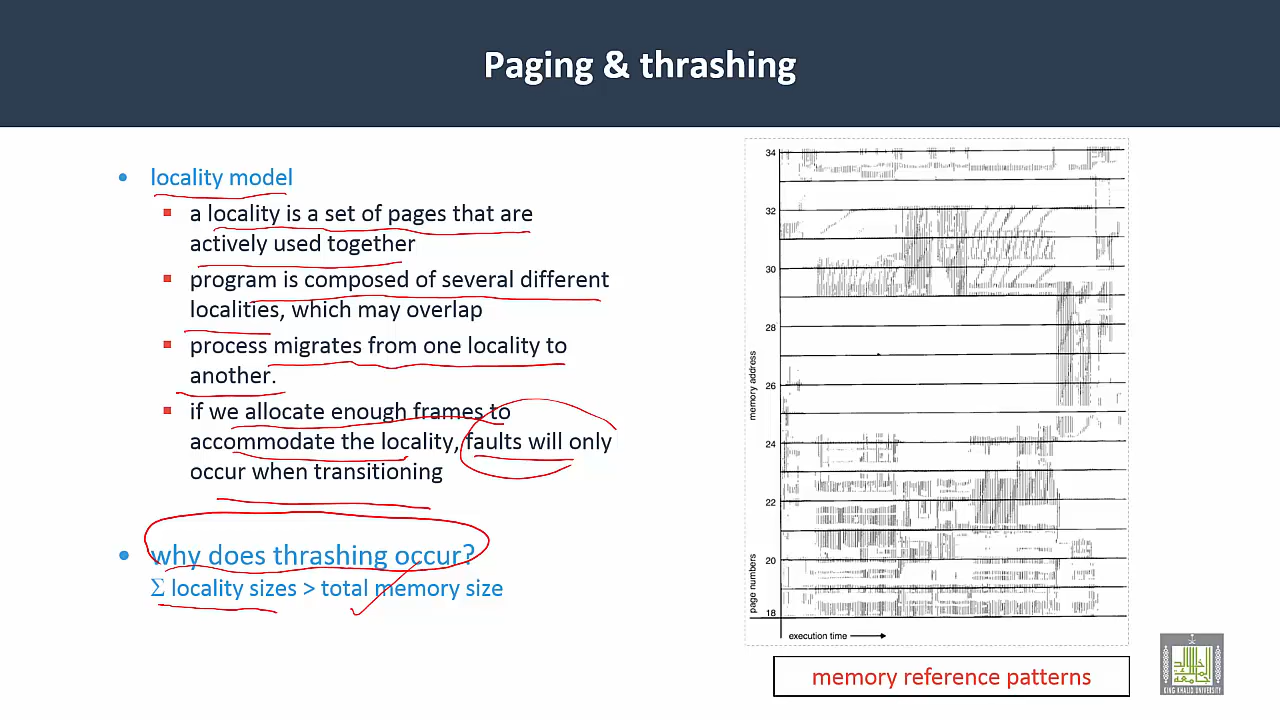 Paging & thrashing
• locality model
▪ a locality is a set of pages that are
actively used together
▪ program is composed of several different
localities, which may overlap
▪ process migrates from one locality to
another.
▪ if we allocate enough frames to
accommodate the locality, faults will only
occur when transitioning
• why does thrashing occur?
Σ locality sizes > total memory size
34
32
30
28
26
24
22
20
18
memory address
page numbers
execution time
memory reference patterns
KING KHALID UNIVERSITY